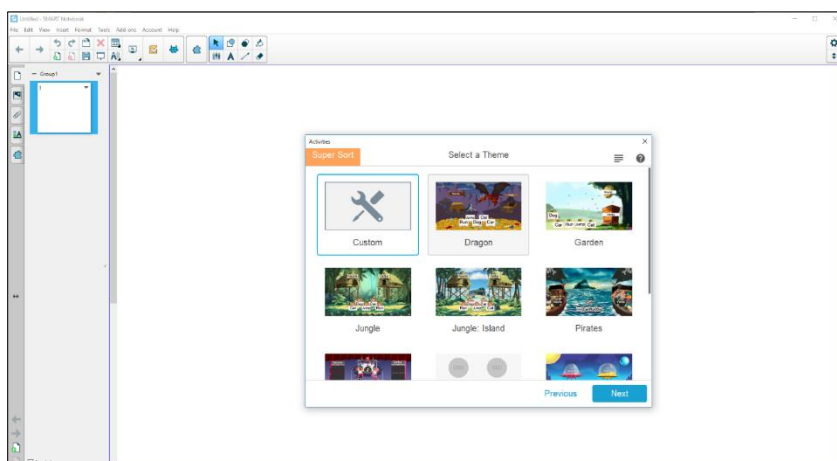 Untitled - SMART Notebook
File Edit View Insert Format Tools Add-ons Account Help
Group1
1
Activities
Super Sort
Select a Theme
Custom
Dragon
Garden
Jungle
Jungle: Island
Pirates
Previous
Next